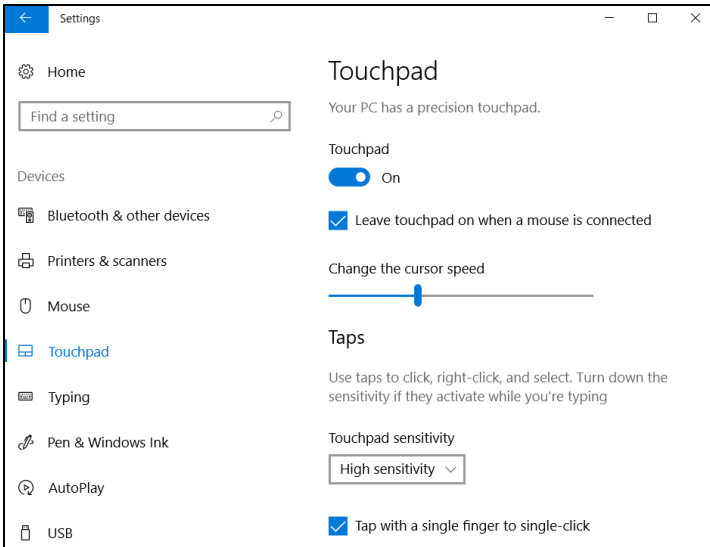 Settings
Home
Find a setting
Devices
Bluetooth & other devices
Printers & scanners
Mouse
Touchpad
Typing
Pen & Windows Ink
AutoPlay
USB
Touchpad
Your PC has a precision touchpad.
Touchpad
On
Leave touchpad on when a mouse is connected
Change the cursor speed
Taps
Use taps to click, right-click, and select. Turn down the
sensitivity if they activate while you're typing
Touchpad sensitivity
High sensitivity
Tap with a single finger to single-click